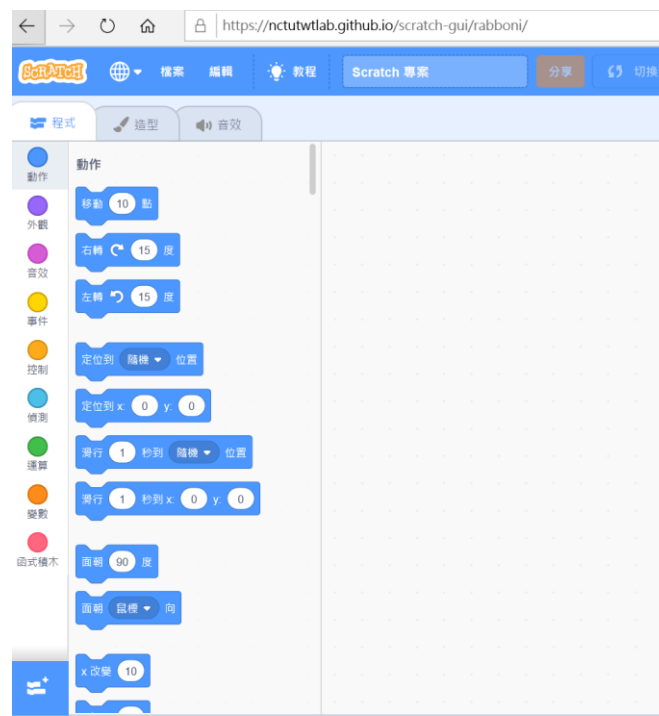 https://nctutwtlab.github.io/scratch-gui/rabboni/
SCRATCH 檔案 編輯 教程 Scratch 專案 分享 切換
程式 造型 音效
動作
外觀
音效
事件
控制
偵測
運算
變數
函式積木
動作
移動 10 點
右轉 15 度
左轉 15 度
定位到 隨機 位置
定位到 x: 0 y: 0
滑行 1 秒到 隨機 位置
滑行 1 秒到 x: 0 y: 0
面朝 90 度
面朝 鼠標 向
x 改變 10